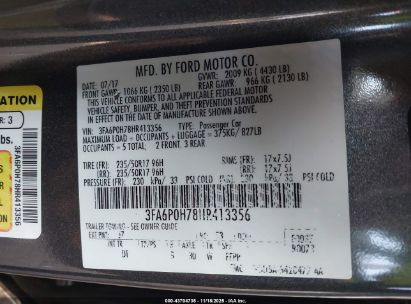 MFD. BY FORD MOTOR CO.
07/17
GVWR: 2009 KG (4430 LB)
FRONT GAWR: 1066 KG (2350 LB)
REAR GAWR: 966 KG (2130 LB)
THIS VEHICLE CONFORMS TO ALL APPLICABLE FEDERAL
MOTOR VEHICLE SAFETY, BUMPER, AND THEFT PREVENTION
STANDARDS IN EFFECT ON THE DATE OF MANUFACTURE SHOWN ABOVE.
VIN: 3FA6P0H78HR413356 TYPE: Passenger Car
MAXIMUM LOAD = OCCUPANTS + LUGGAGE = 375KG/827LB
OCCUPANTS = 5 TOTAL: 2 FRONT, 3 REAR
TIRE (FR): 235/50R17 96H
RIMS (FR): 17x7.5J
(RR): 235/50R17 96H
(RR): 17x7.5J
PRESSURE (FR): 230 kPa/ 33 PSI COLD
33 PSI COLD
3FA6P0H78HR413356
TRAILER TOWING - See Owner's Guide
ATION
R: 3
bs.
3FA6P0H78HR413356